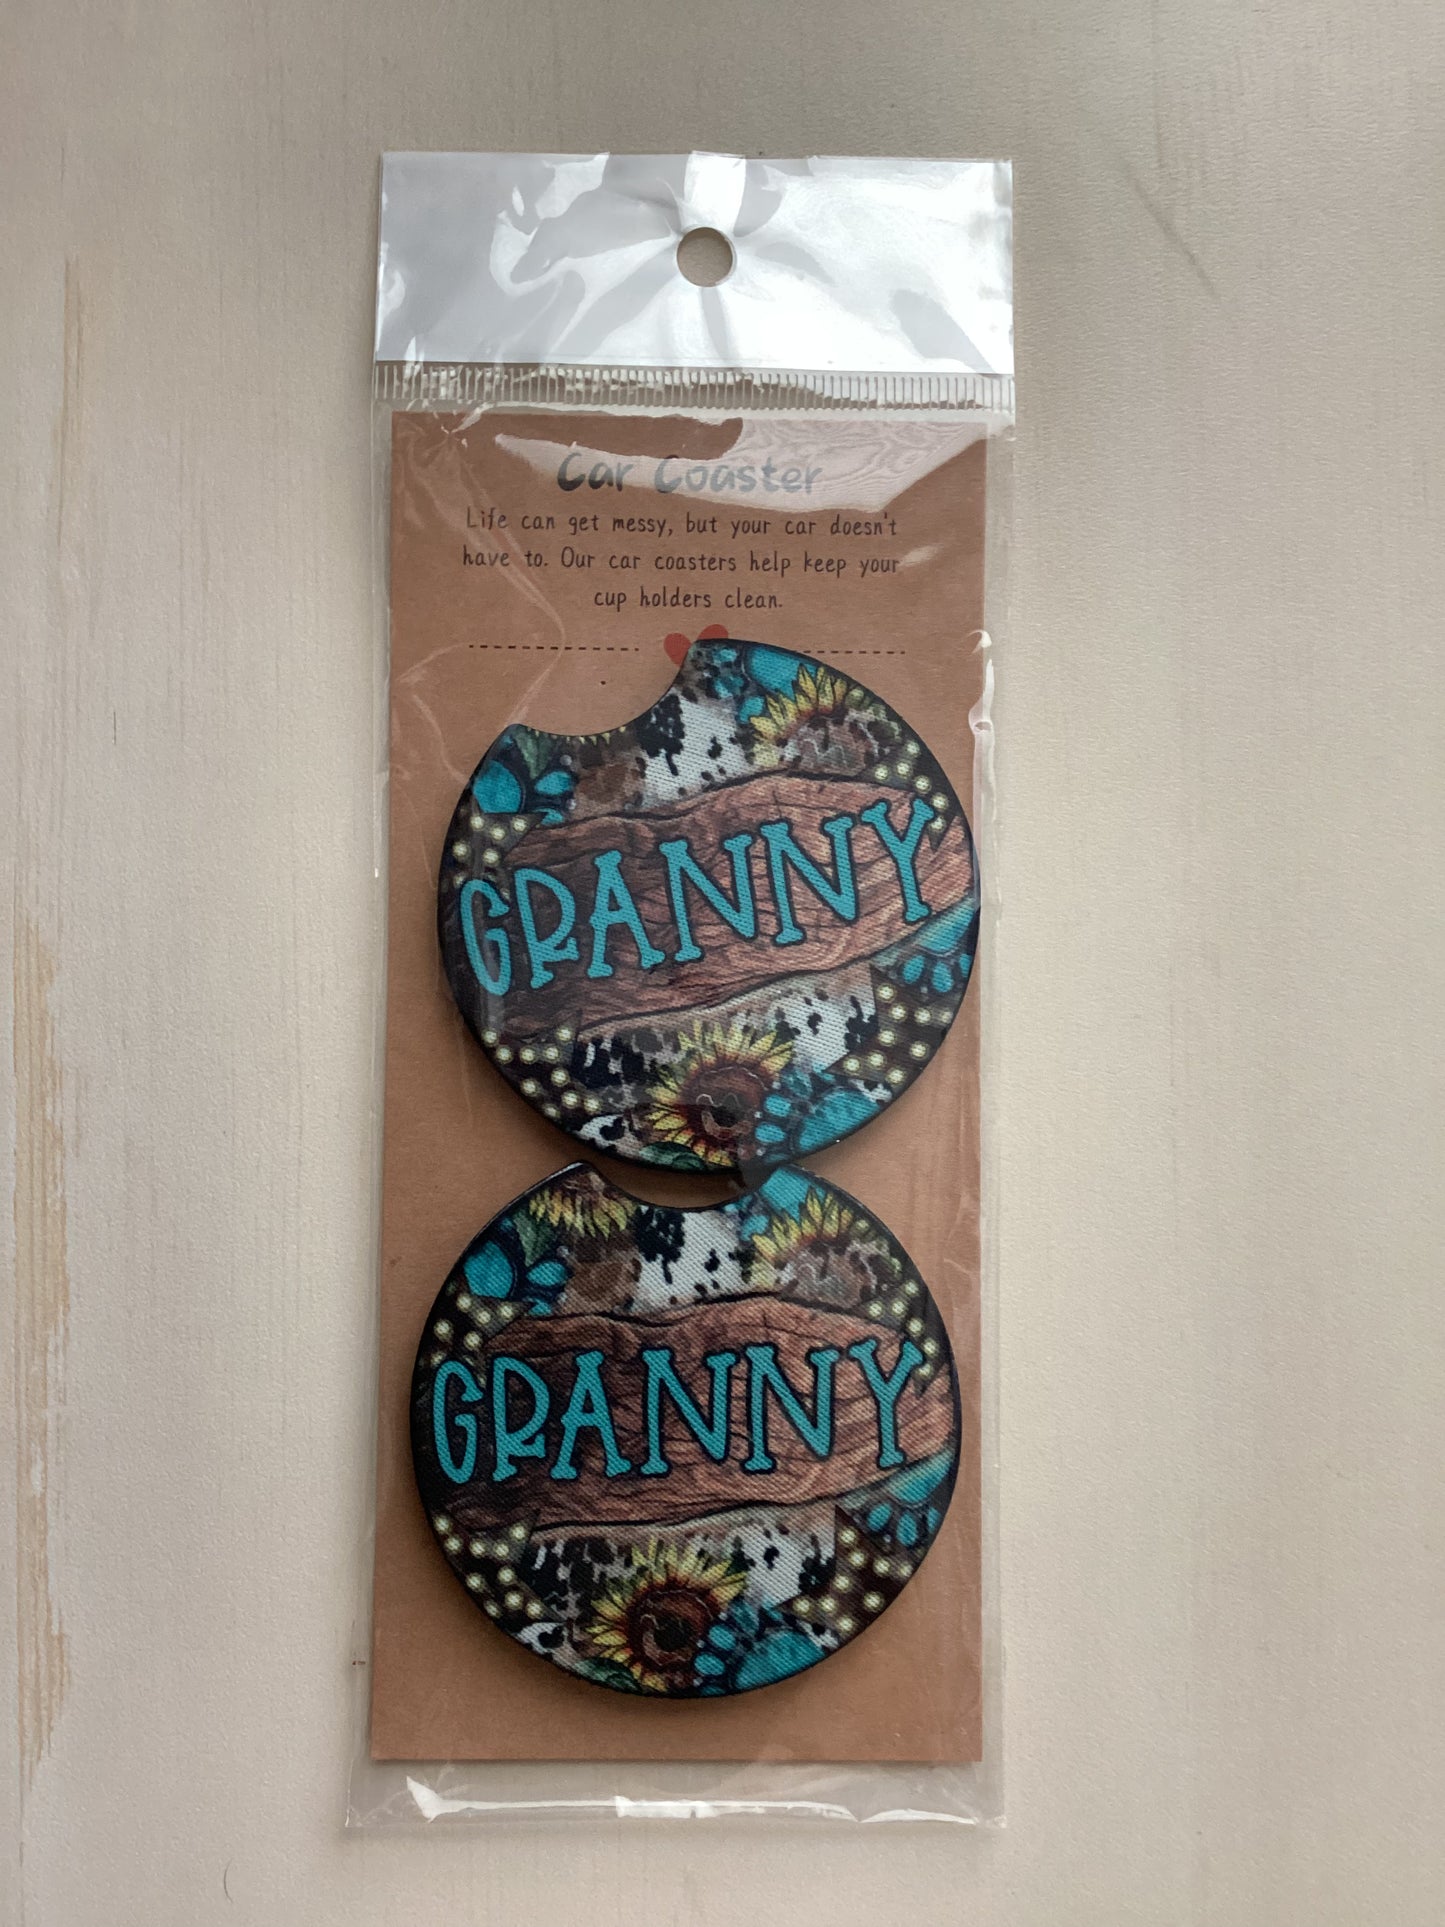 Car Coaster
Life can get messy, but your car doesn't
have to. Our car coasters help keep your
cup holders clean.
GRANNY
GRANNY